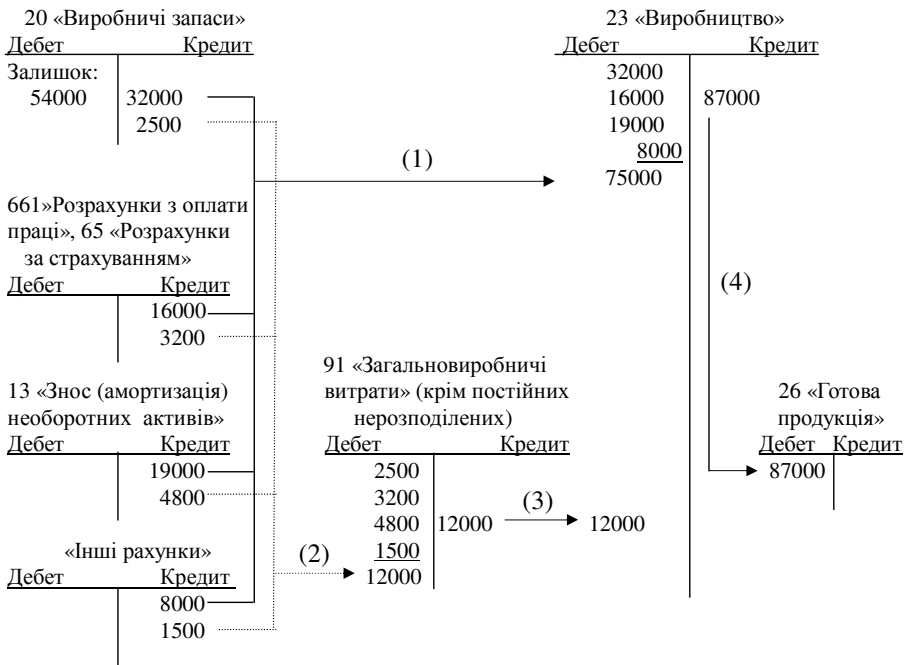 20 «Виробничі запаси»
Дебет Кредит
Залишок:
54000 32000
2500
661»Розрахунки з оплати
праці», 65 «Розрахунки
за страхуванням»
Дебет Кредит
16000
3200
13 «Знос (амортизація)
необоротних активів»
Дебет Кредит
19000
4800
«Інші рахунки»
Дебет Кредит
8000
1500
(1)
(2)
91 «Загальновиробничі
витрати» (крім постійних
нерозподілених)
Дебет Кредит
2500
3200
4800 12000
1500
12000
(3)
23 «Виробництво»
Дебет Кредит
32000
16000 87000
19000
8000
75000
12000
(4)
26 «Готова
продукція»
Дебет Кредит
87000